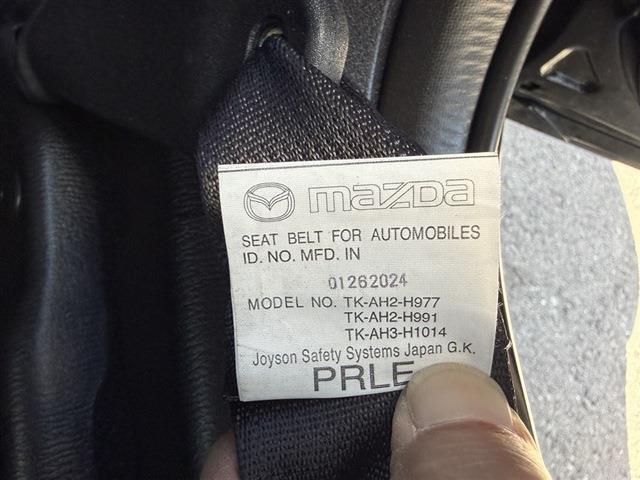 mazda
SEAT BELT FOR AUTOMOBILES
ID. NO. MFD. IN
01262024
MODEL NO. TK-AH2-H977
TK-AH2-H991
TK-AH3-H1014
Joyson Safety Systems Japan G.K.
PRLE